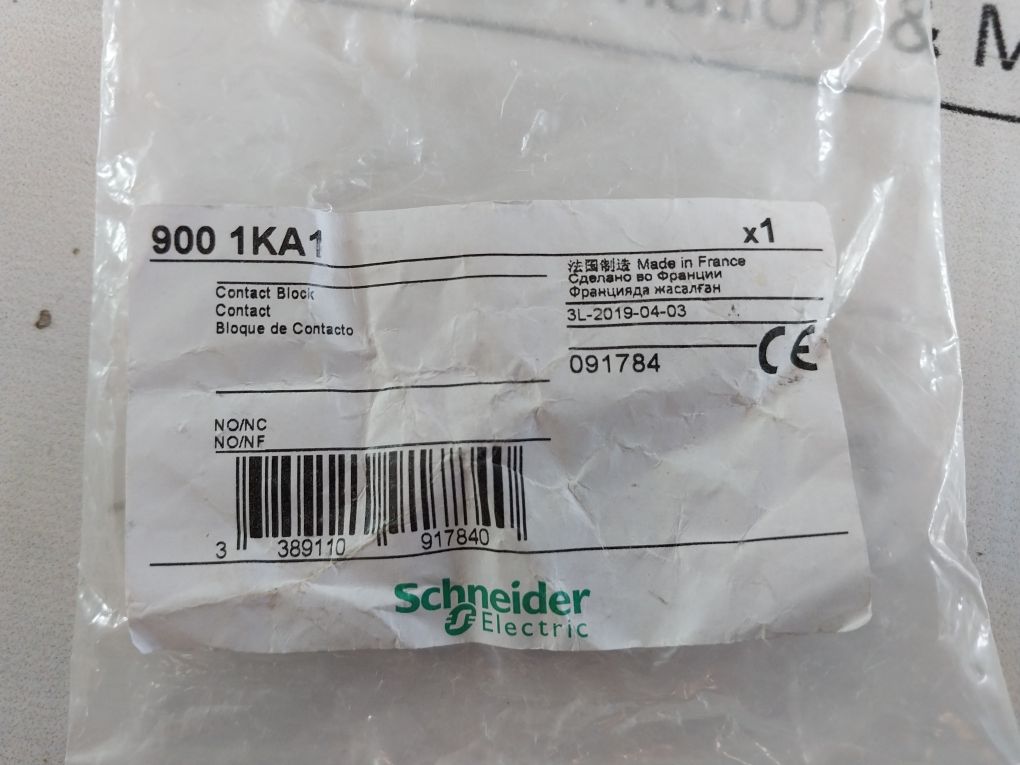 & M
900 1KA1
x1
Contact Block
Contact
Bloque de Contacto
法国制造 Made in France
Сделано во Франции
Францияда жасалған
3L-2019-04-03
091784
CE
NO/NC
NO/NF
3 389110 917840
Schneider
Electric